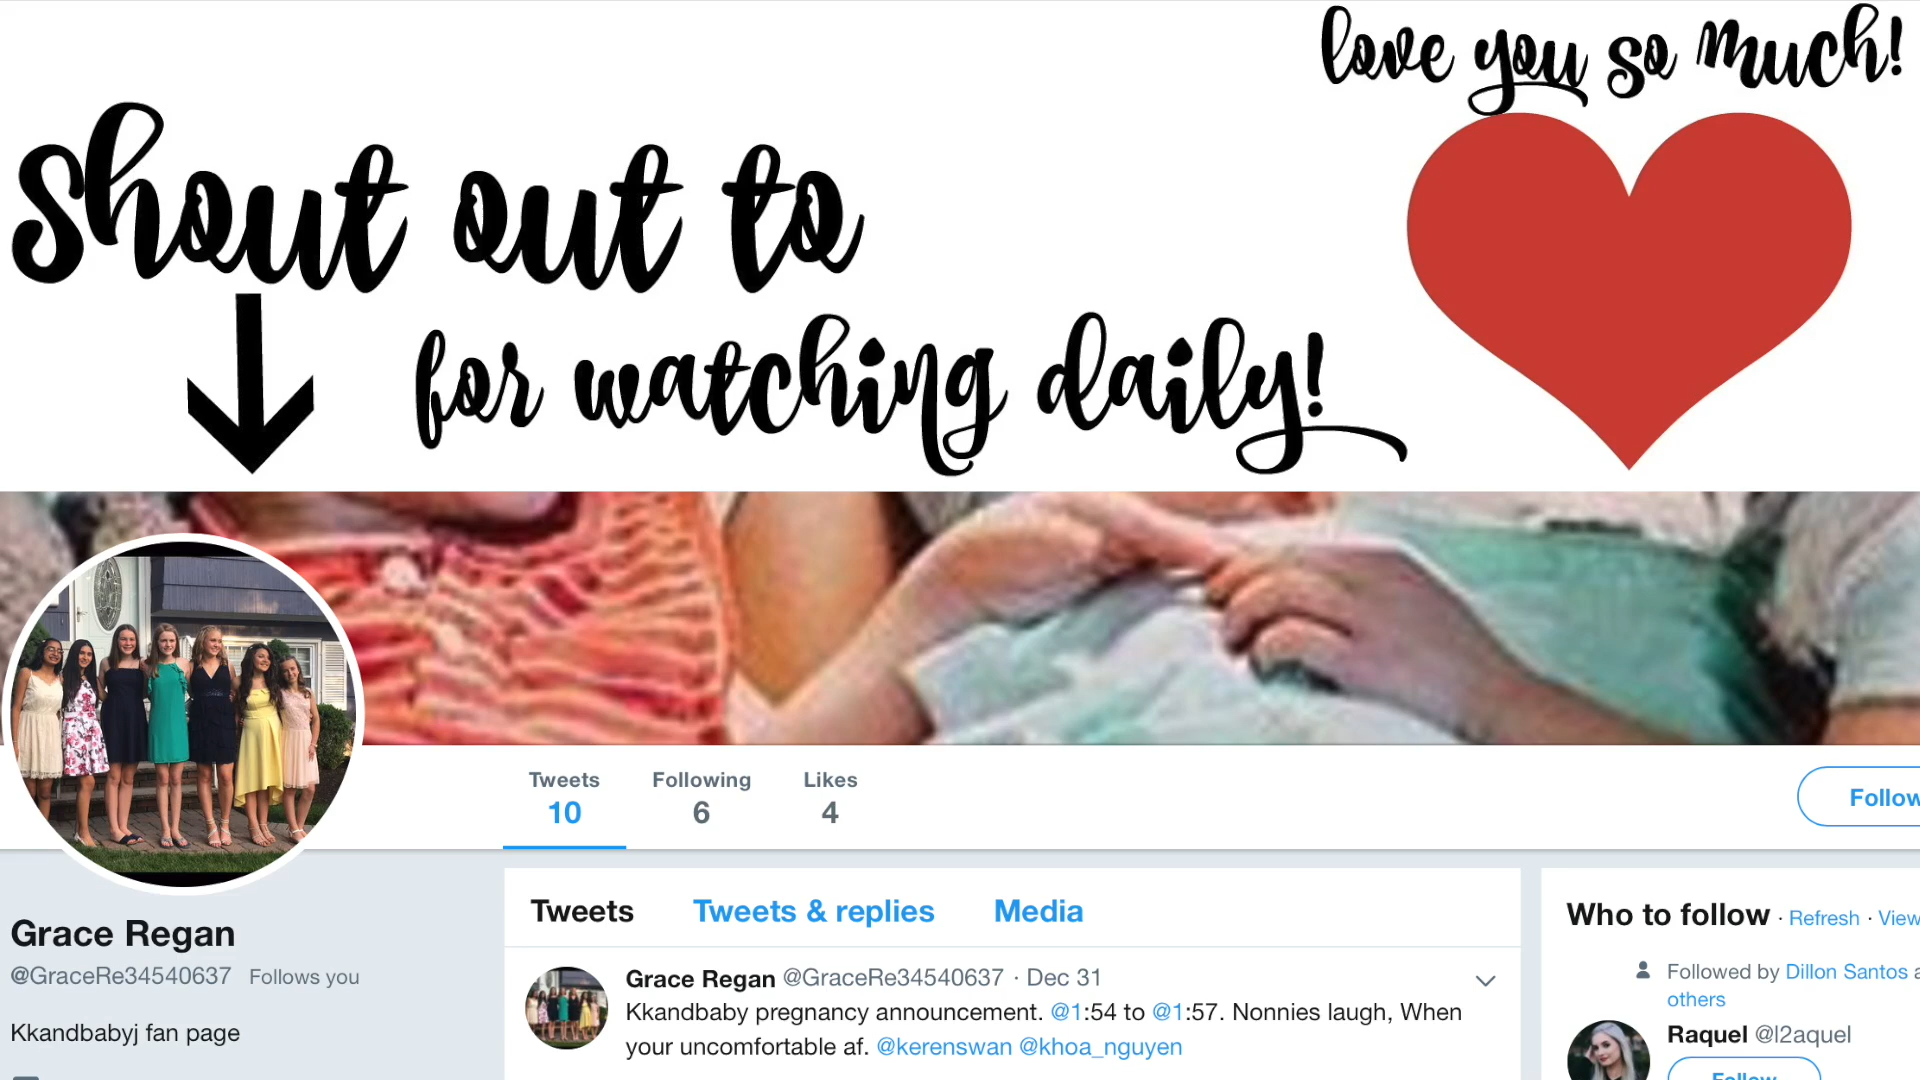 love you so much!
Shout out to
for watching daily!
Tweets Following Likes
10 6 4
Follow
Grace Regan
@GraceRe34540637 Follows you
Kkandbabyj fan page
Tweets Tweets & replies Media
Grace Regan @GraceRe34540637 · Dec 31
Kkandbaby pregnancy announcement. @1:54 to @1:57. Nonnies laugh, When
your uncomfortable af. @kerenswan @khoa_nguyen
Who to follow · Refresh · View
Followed by Dillon Santos a
others
Raquel @l2aquel
Follow